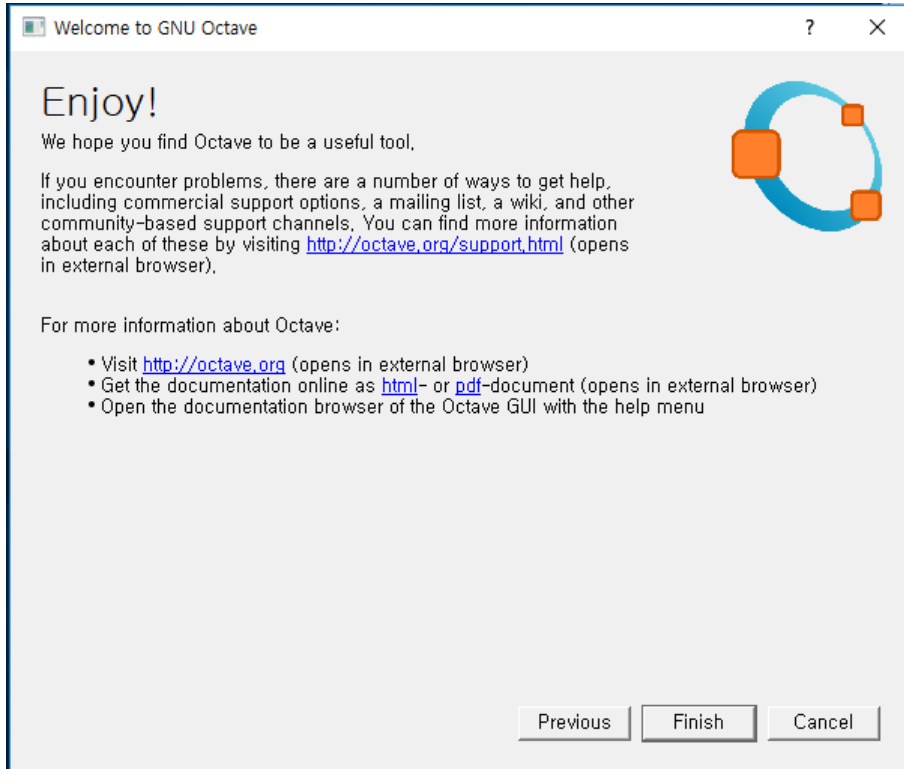 Welcome to GNU Octave
Enjoy!
We hope you find Octave to be a useful tool.
If you encounter problems, there are a number of ways to get help,
including commercial support options, a mailing list, a wiki, and other
community-based support channels. You can find more information
about each of these by visiting http://octave.org/support.html (opens
in external browser).
For more information about Octave:
• Visit http://octave.org (opens in external browser)
• Get the documentation online as html- or pdf-document (opens in external browser)
• Open the documentation browser of the Octave GUI with the help menu
Previous
Finish
Cancel